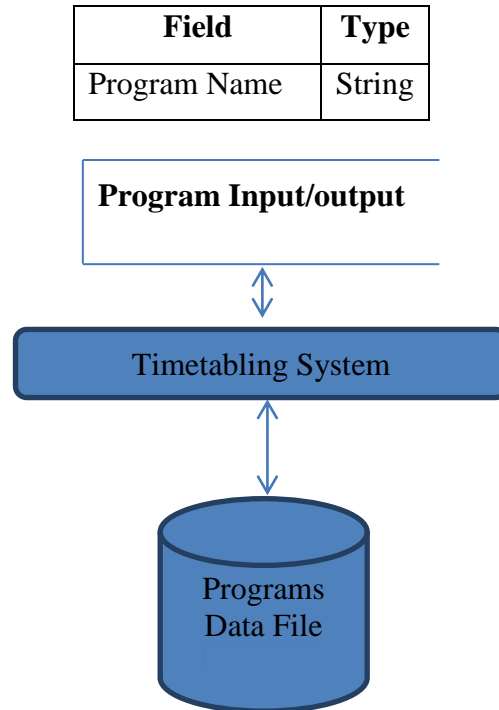 Field Type
Program Name String
Program Input/output
Timetabling System
Programs
Data File